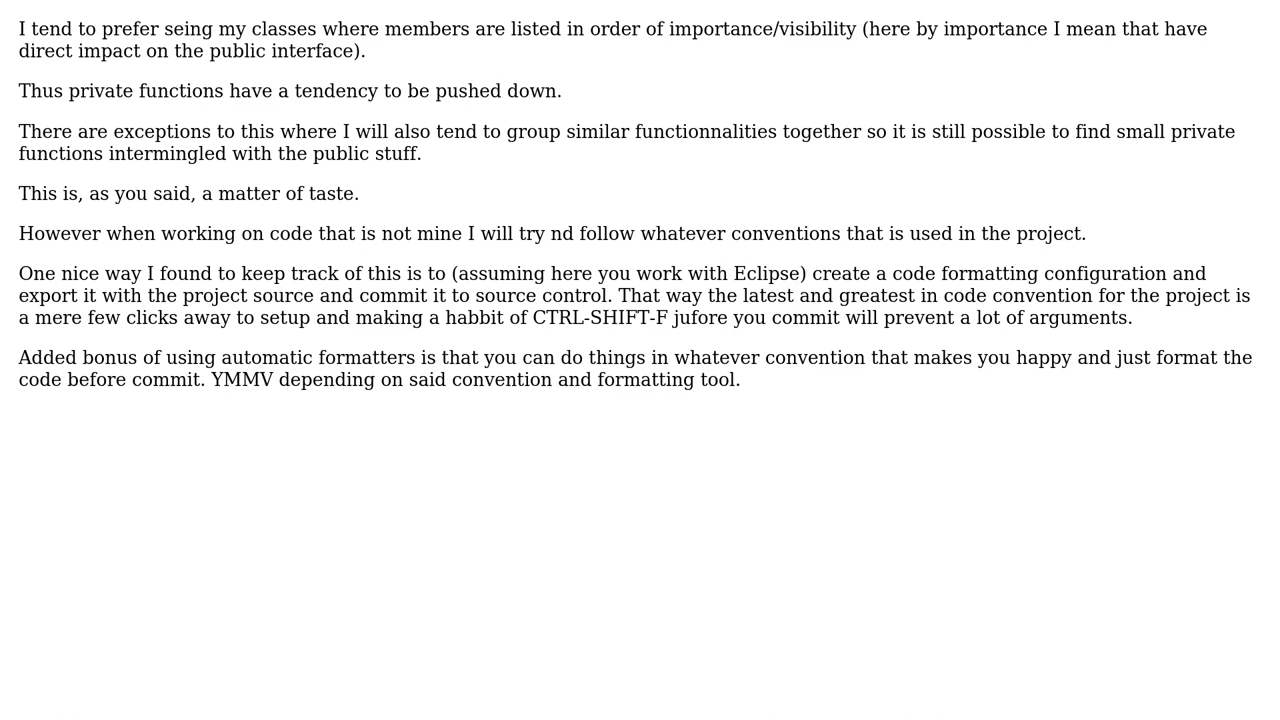 I tend to prefer seing my classes where members are listed in order of importance/visibility (here by importance I mean that have
direct impact on the public interface).
Thus private functions have a tendency to be pushed down.
There are exceptions to this where I will also tend to group similar functionnalities together so it is still possible to find small private
functions intermingled with the public stuff.
This is, as you said, a matter of taste.
However when working on code that is not mine I will try nd follow whatever conventions that is used in the project.
One nice way I found to keep track of this is to (assuming here you work with Eclipse) create a code formatting configuration and
export it with the project source and commit it to source control. That way the latest and greatest in code convention for the project is
a mere few clicks away to setup and making a habbit of CTRL-SHIFT-F jufore you commit will prevent a lot of arguments.
Added bonus of using automatic formatters is that you can do things in whatever convention that makes you happy and just format the
code before commit. YMMV depending on said convention and formatting tool.